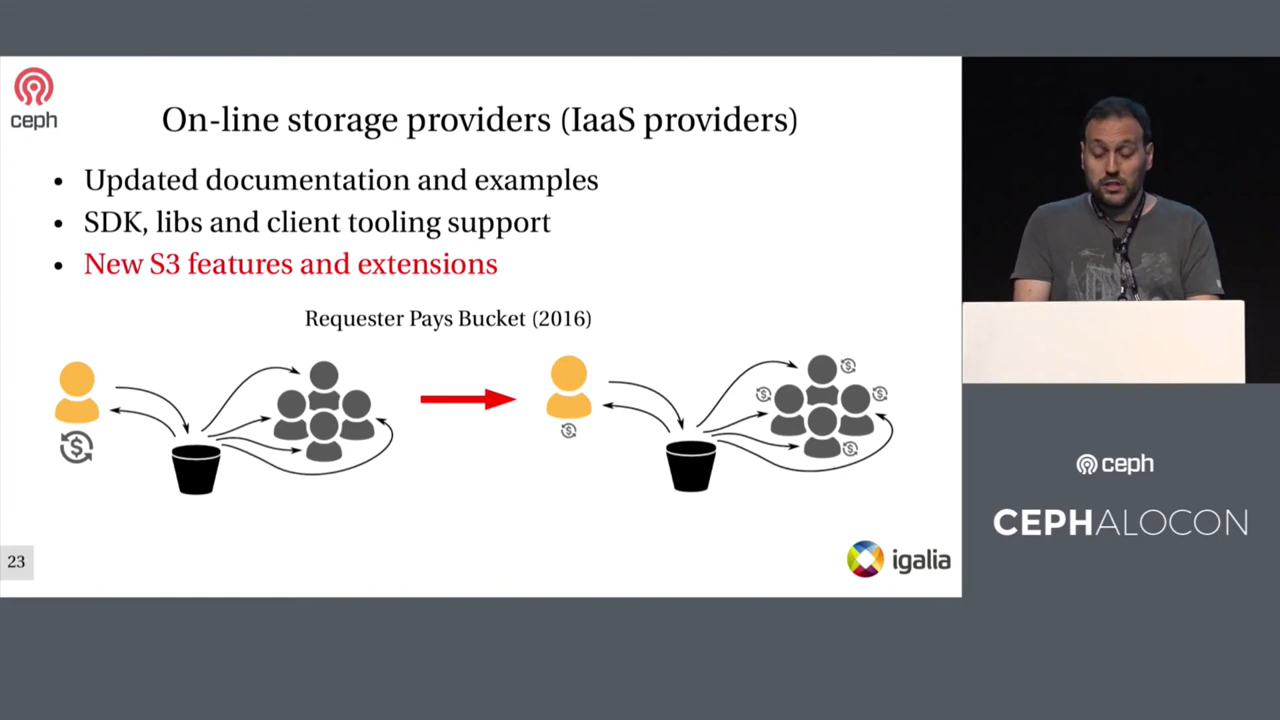 ceph
On-line storage providers (IaaS providers)
• Updated documentation and examples
• SDK, libs and client tooling support
• New S3 features and extensions
Requester Pays Bucket (2016)
$
$
$
$
$
$
23
igalia
ceph
CEPHALOCON